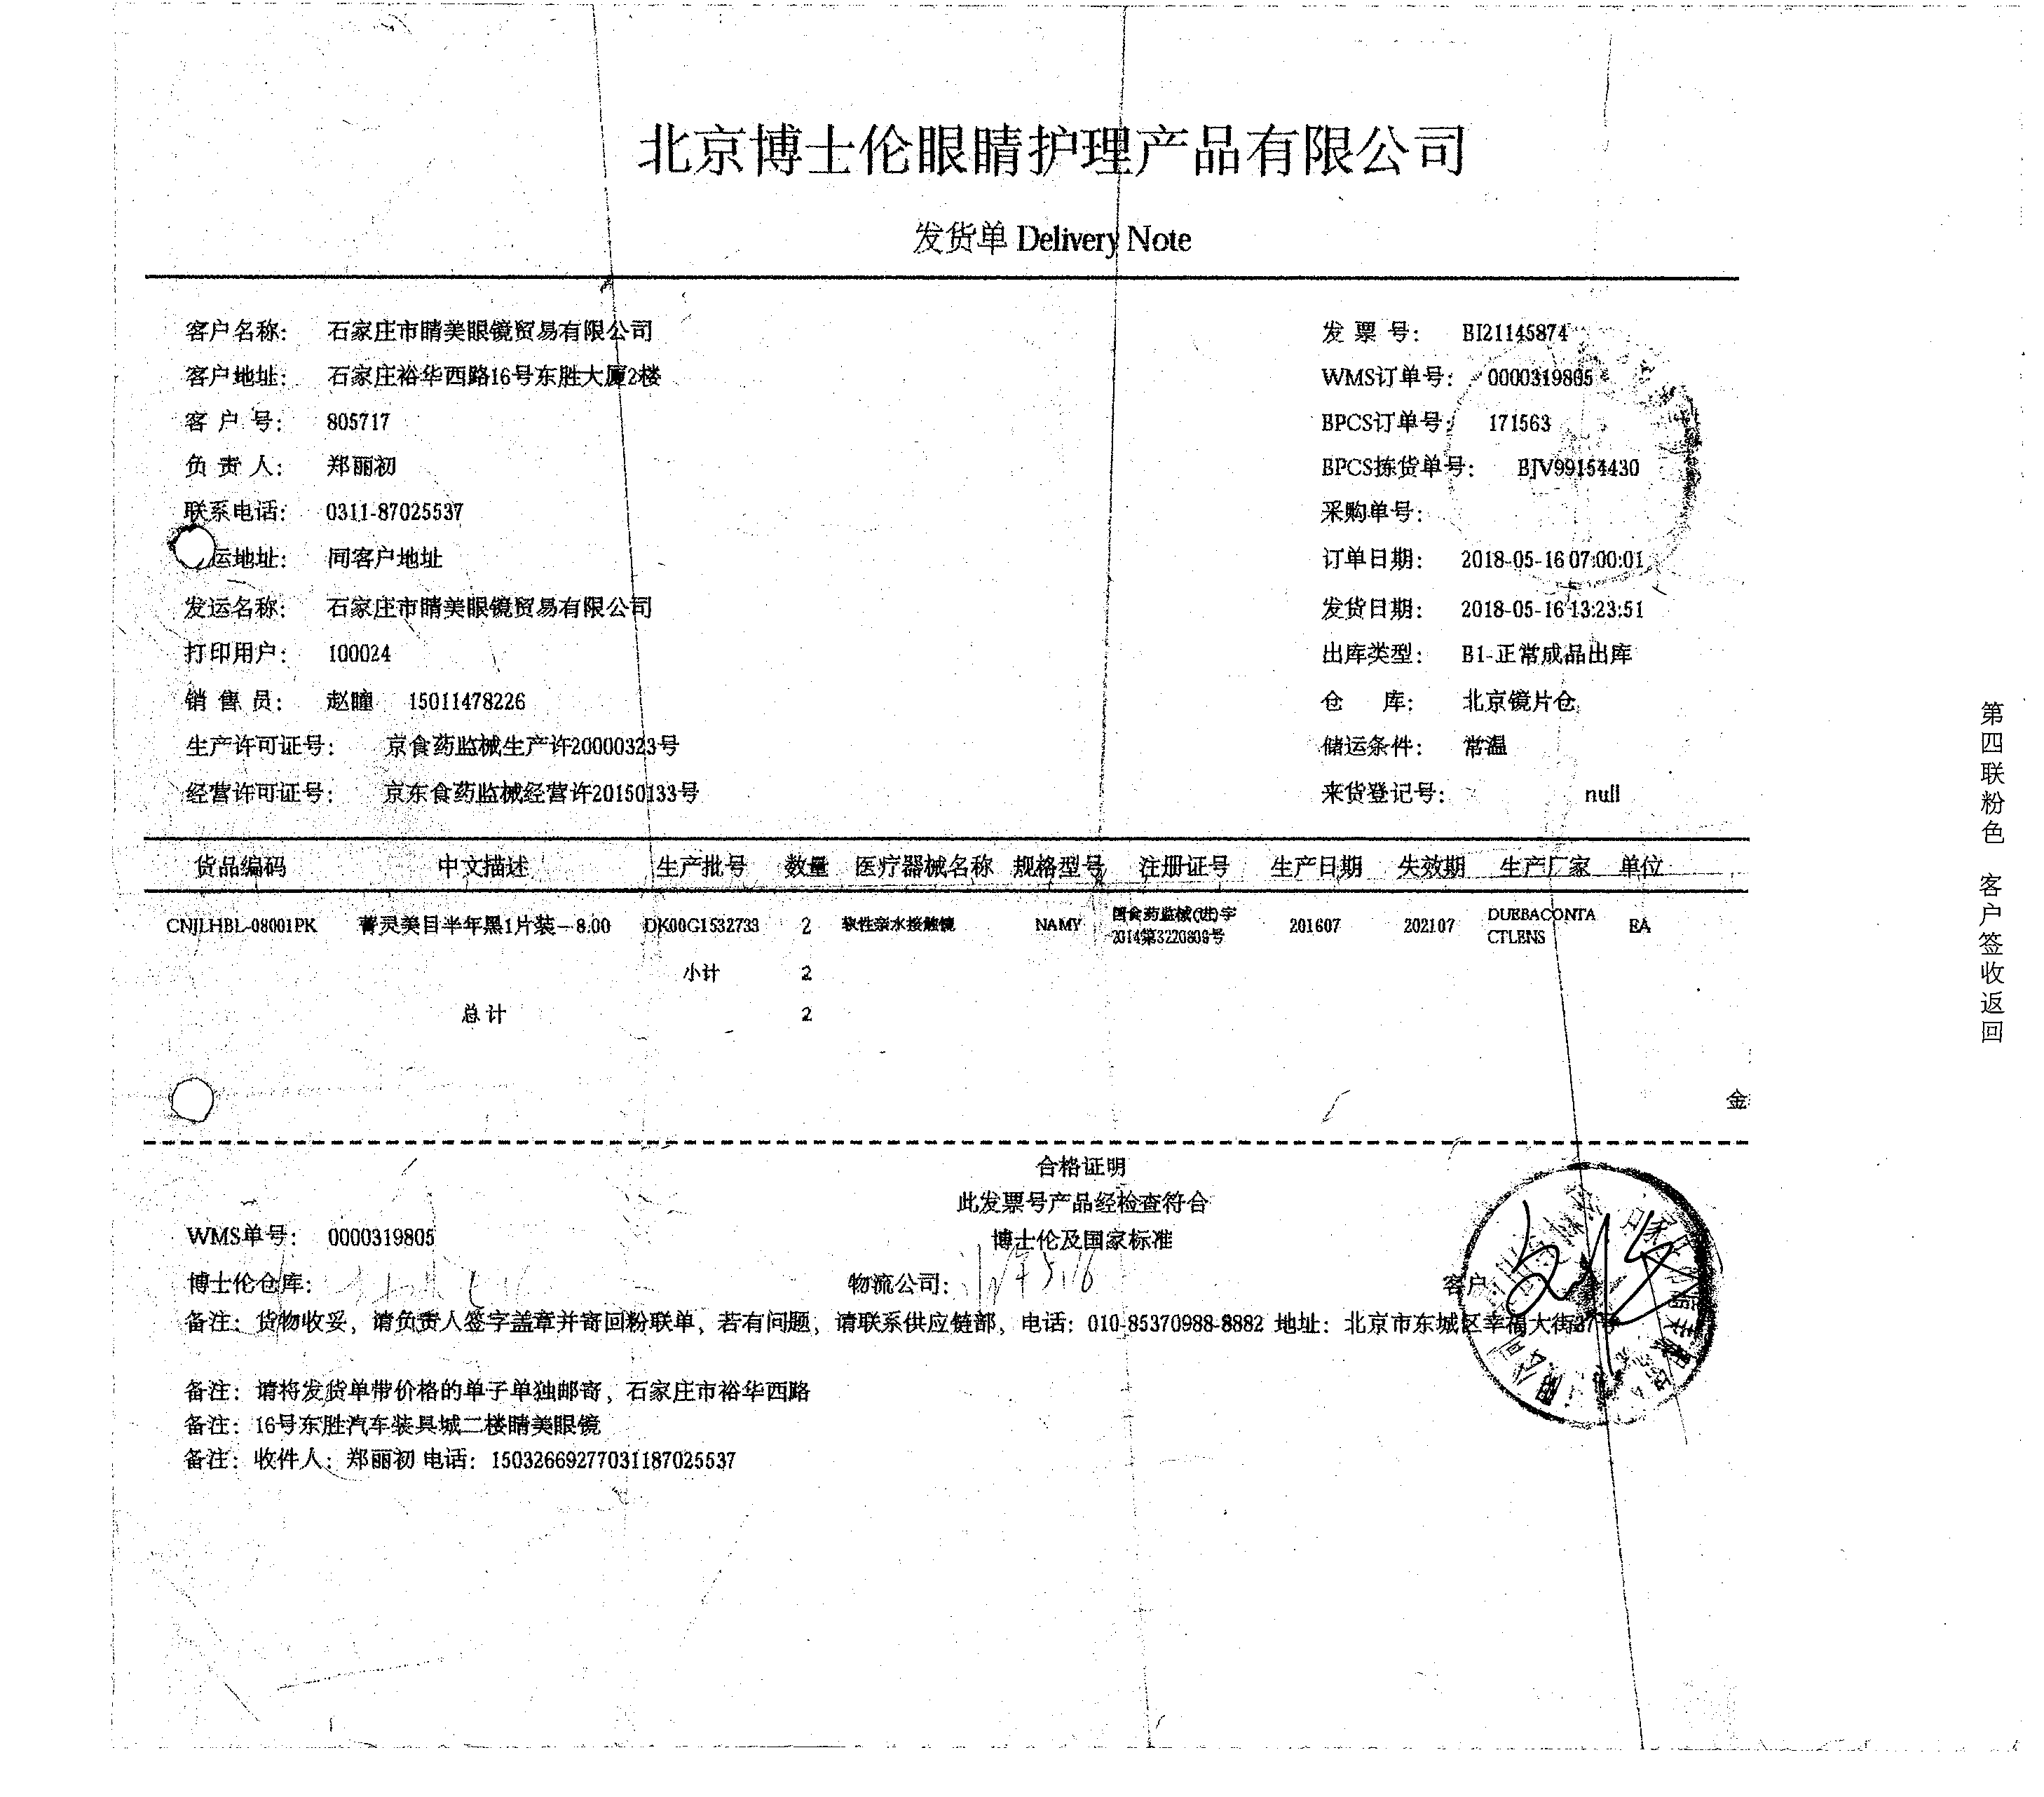 北京博士伦眼睛护理产品有限公司
发货单 Delivery Note
客户名称： 石家庄市睛美眼镜贸易有限公司 发 票 号： BI21145874
客户地址： 石家庄裕华西路16号东胜大厦2楼 WMS订单号： 0000319805
客 户 号： 805717 BPCS订单号： 171563
负 责 人： 郑丽初 BPCS拣货单号： BJV99154430
联系电话： 0311-87025537 采购单号：
运地址： 同客户地址 订单日期： 2018-05-16 07:00:01
发运名称： 石家庄市睛美眼镜贸易有限公司 发货日期： 2018-05-16 13:23:51
打印用户： 100024 出库类型： B1-正常成品出库
销 售 员： 赵瞳 15011478226 仓 库： 北京镜片仓
生产许可证号： 京食药监械生产许20000323号 储运条件： 常温
经营许可证号： 京东食药监械经营许20150133号 来货登记号： null
货品编码 中文描述 生产批号 数量 医疗器械名称 规格型号 注册证号 生产日期 失效期 生产厂家 单位
CNJLHBL-08001PK 菁灵美目半年黑1片装－8.00 DK00G1532733 2 软性亲水接触镜 NAMY 国食药监械(进)字 201607 202107 DUEBACONTA EA
2014第3220808号 CTLENS
小计 2
总 计 2
金
合格证明
此发票号产品经检查符合
WMS单号： 0000319805 博士伦及国家标准
博士伦仓库： 物流公司： 客户
备注：货物收妥，请负责人签字盖章并寄回粉联单，若有问题，请联系供应链部，电话：010-85370988-8882 地址：北京市东城区幸福大街37号
备注：请将发货单带价格的单子单独邮寄，石家庄市裕华西路
备注：16号东胜汽车装具城二楼睛美眼镜
备注：收件人：郑丽初 电话：15032669277031187025537
第四联粉色 客户签收返回